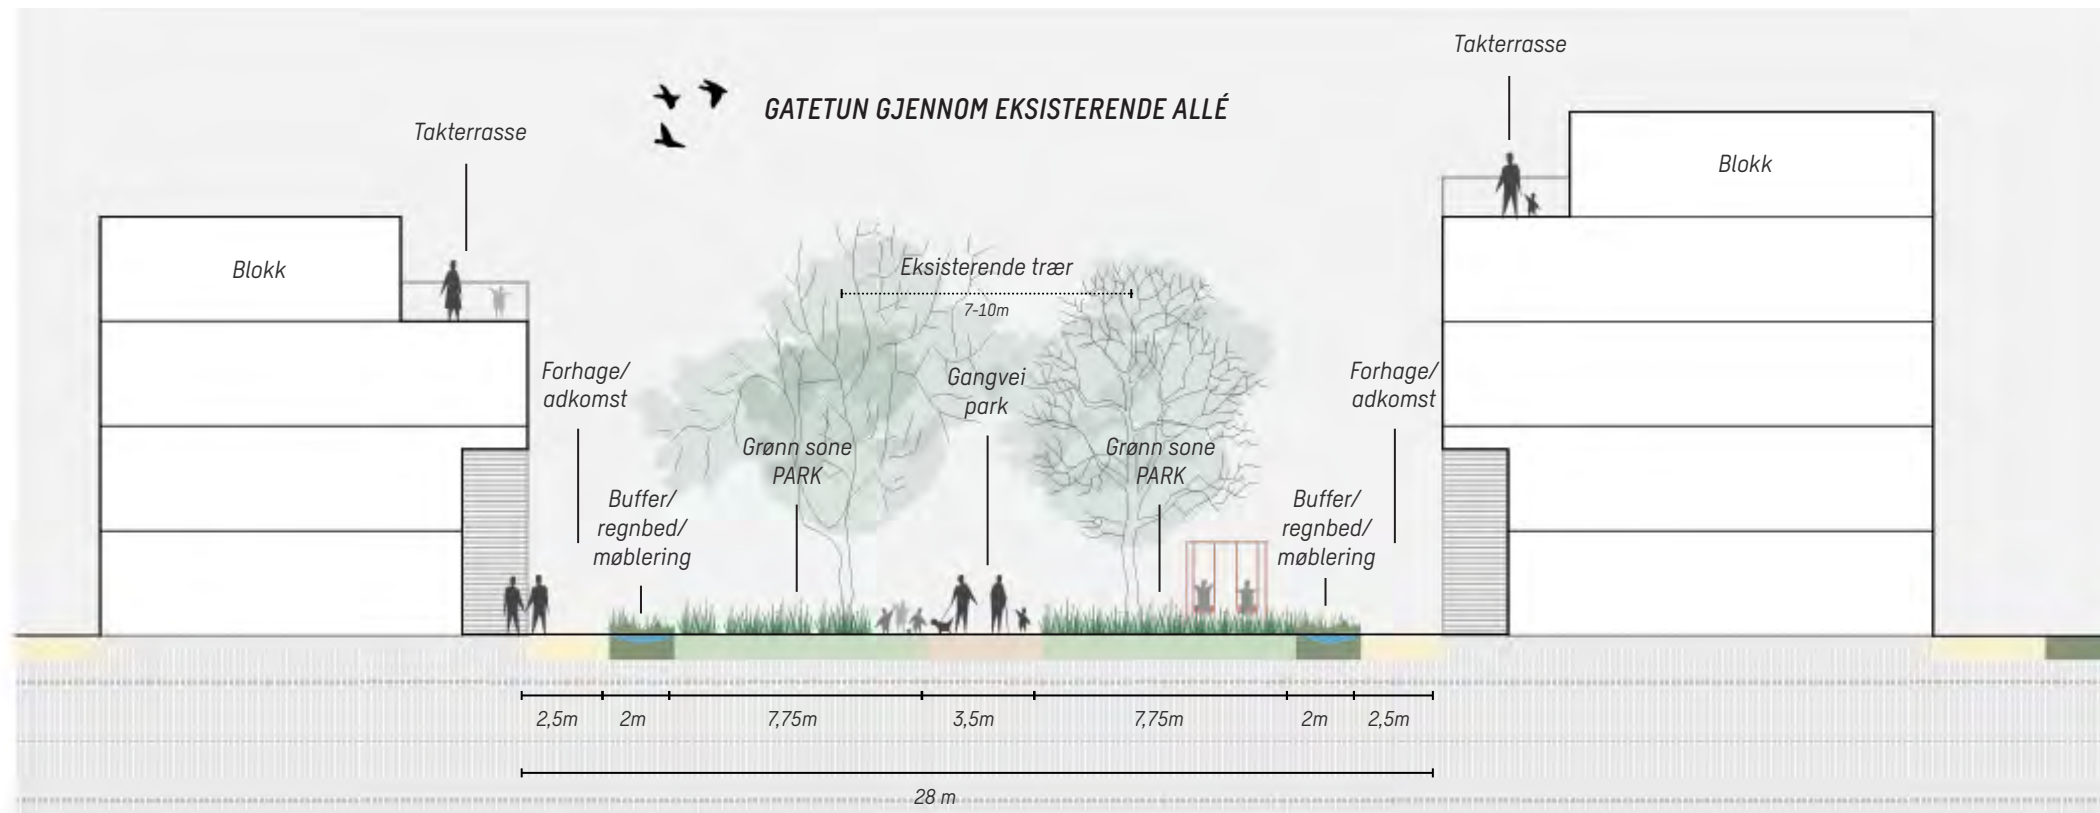 Takterrasse
GATETUN GJENNOM EKSISTERENDE ALLÉ
Takterrasse
Blokk
Blokk
Eksisterende trær
7-10m
Forhage/
adkomst
Gangvei
park
Forhage/
adkomst
Grønn sone
PARK
Grønn sone
PARK
Buffer/
regnbed/
møblering
Buffer/
regnbed/
møblering
2,5m
2m
7,75m
3,5m
7,75m
2m
2,5m
28 m